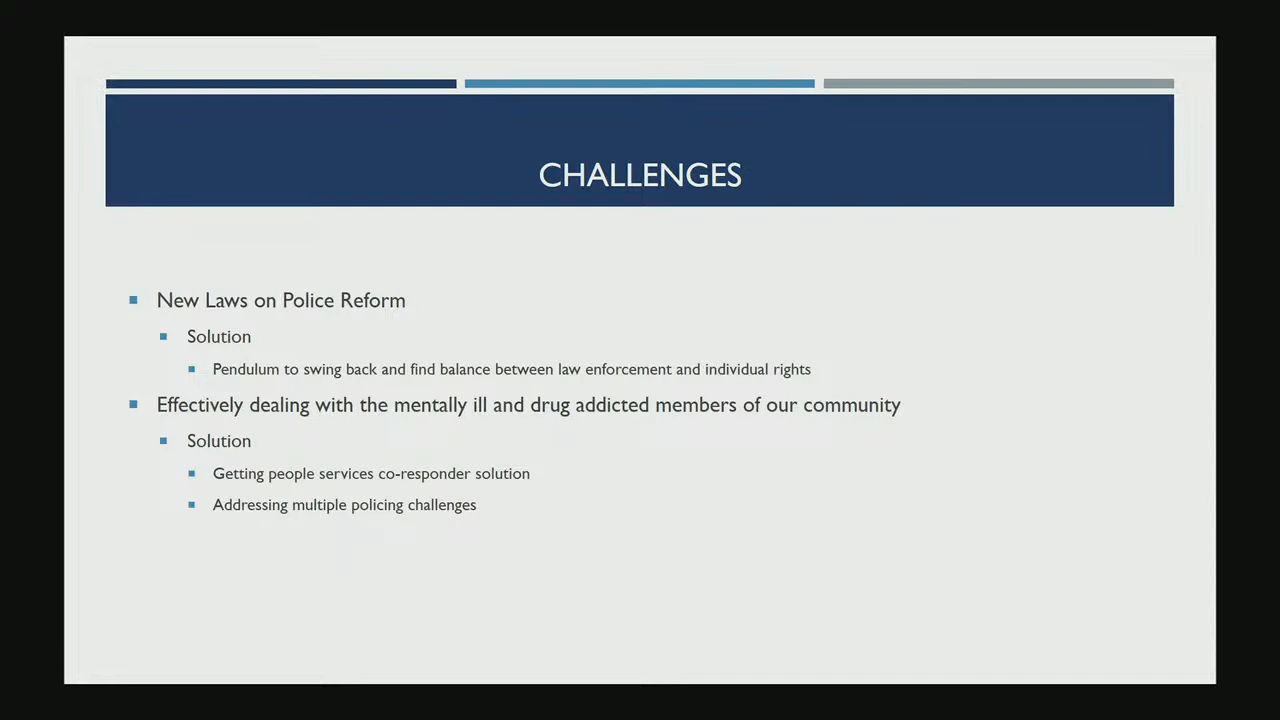 CHALLENGES
New Laws on Police Reform
Solution
Pendulum to swing back and find balance between law enforcement and individual rights
Effectively dealing with the mentally ill and drug addicted members of our community
Solution
Getting people services co-responder solution
Addressing multiple policing challenges